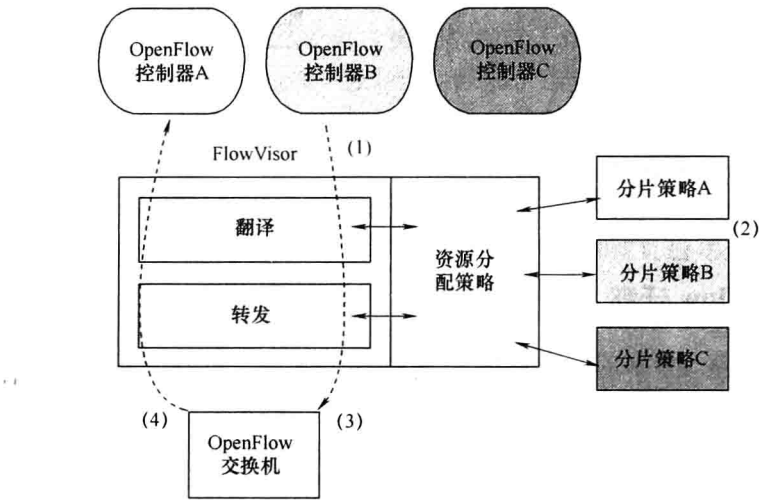 OpenFlow
控制器A
OpenFlow
控制器B
OpenFlow
控制器C
FlowVisor
(1)
翻译
转发
资源分
配策略
分片策略A
(2)
分片策略B
分片策略C
(4)
(3)
OpenFlow
交换机